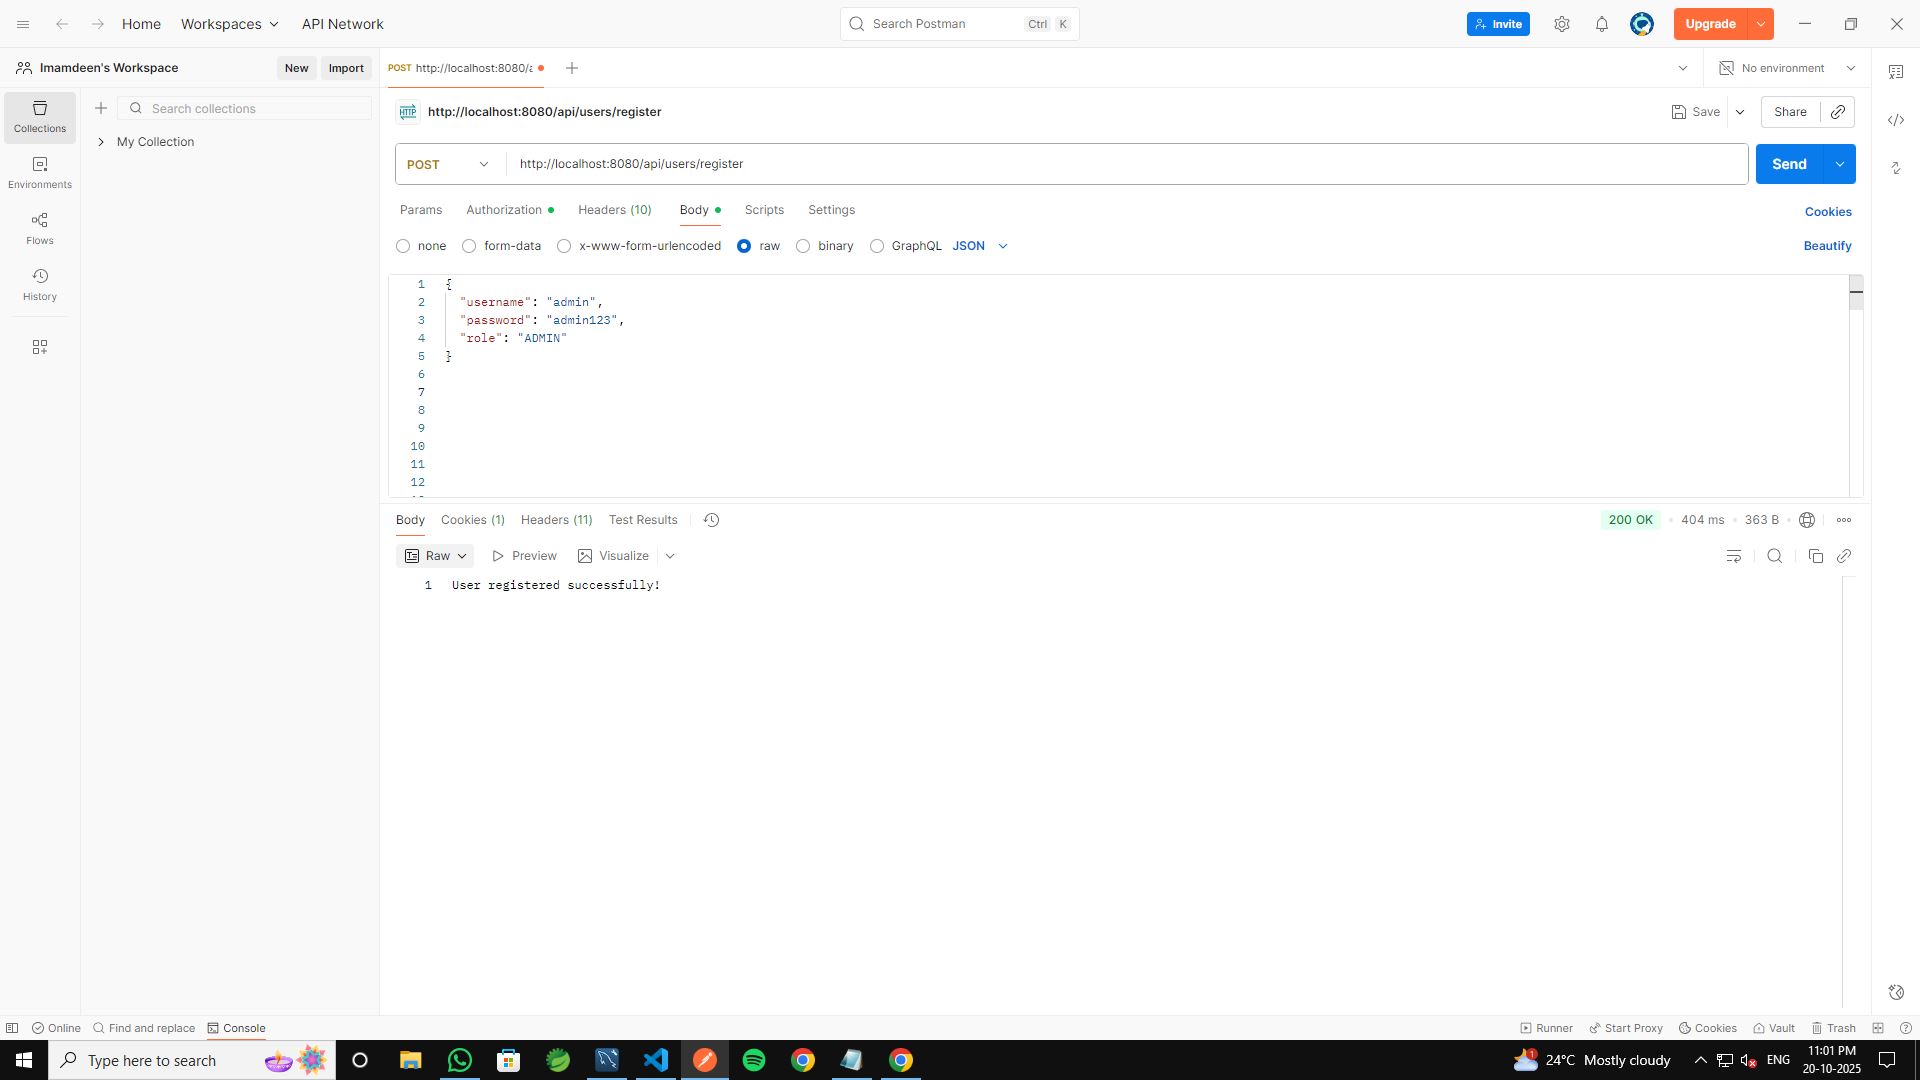 Home
Workspaces
API Network
Search Postman
Ctrl K
Invite
Upgrade
Imamdeen's Workspace
New
Import
POST http://localhost:8080/a
No environment
Collections
Environments
Flows
History
Search collections
My Collection
HTTP
http://localhost:8080/api/users/register
Save
Share
POST
http://localhost:8080/api/users/register
Send
Params
Authorization
Headers (10)
Body
Scripts
Settings
Cookies
none
form-data
x-www-form-urlencoded
raw
binary
GraphQL
JSON
Beautify
1 {
2 "username": "admin",
3 "password": "admin123",
4 "role": "ADMIN"
5 }
6
7
8
9
10
11
12
Body
Cookies (1)
Headers (11)
Test Results
200 OK
404 ms
363 B
Raw
Preview
Visualize
1 User registered successfully!
Online
Find and replace
Console
Runner
Start Proxy
Cookies
Vault
Trash
Type here to search
1
24°C Mostly cloudy
ENG
11:01 PM
20-10-2025